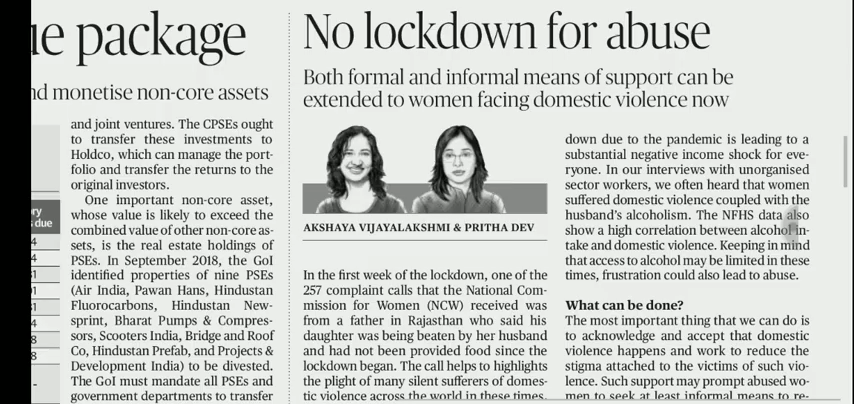 ue package
nd monetise non-core assets
ory
s due
4
4
31
01
31
4
8
8
-
and joint ventures. The CPSEs ought
to transfer these investments to
Holdco, which can manage the port-
folio and transfer the returns to the
original investors.
One important non-core asset,
whose value is likely to exceed the
combined value of other non-core as-
sets, is the real estate holdings of
PSEs. In September 2018, the GoI
identified properties of nine PSEs
(Air India, Pawan Hans, Hindustan
Fluorocarbons, Hindustan New-
sprint, Bharat Pumps & Compres-
sors, Scooters India, Bridge and Roof
Co, Hindustan Prefab, and Projects &
Development India) to be divested.
The GoI must mandate all PSEs and
government departments to transfer
No lockdown for abuse
Both formal and informal means of support can be
extended to women facing domestic violence now
AKSHAYA VIJAYALAKSHMI & PRITHA DEV
In the first week of the lockdown, one of the
257 complaint calls that the National Com-
mission for Women (NCW) received was
from a father in Rajasthan who said his
daughter was being beaten by her husband
and had not been provided food since the
lockdown began. The call helps to highlights
the plight of many silent sufferers of domes-
tic violence across the world in these times.
down due to the pandemic is leading to a
substantial negative income shock for eve-
ryone. In our interviews with unorganised
sector workers, we often heard that women
suffered domestic violence coupled with the
husband's alcoholism. The NFHS data also
show a high correlation between alcohol in-
take and domestic violence. Keeping in mind
that access to alcohol may be limited in these
times, frustration could also lead to abuse.
What can be done?
The most important thing that we can do is
to acknowledge and accept that domestic
violence happens and work to reduce the
stigma attached to the victims of such vio-
lence. Such support may prompt abused wo-
men to seek at least informal means to re-